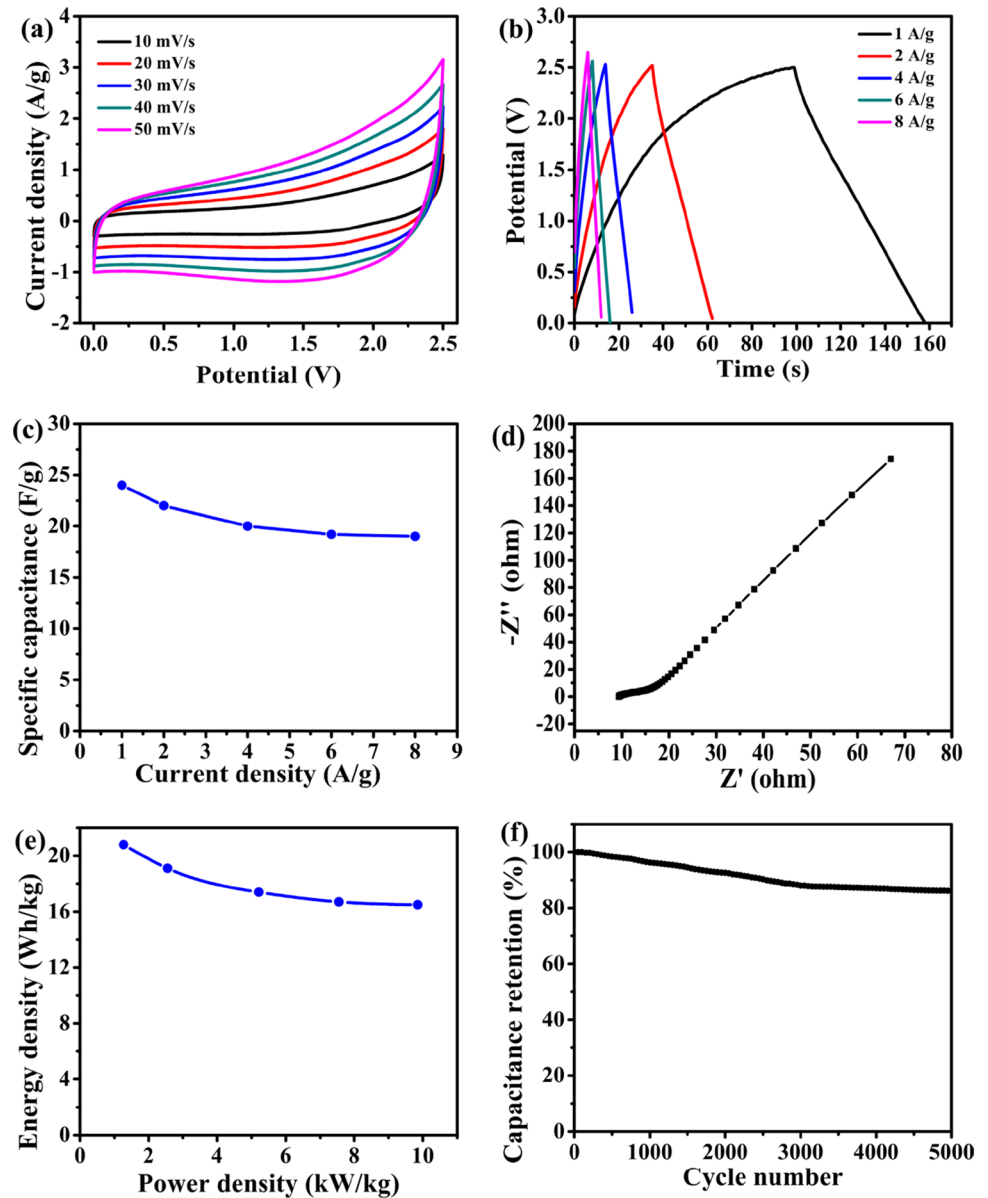 (a)
10 mV/s
20 mV/s
30 mV/s
40 mV/s
50 mV/s
Current density (A/g)
4
3
2
1
0
-1
-2
0.0 0.5 1.0 1.5 2.0 2.5
Potential (V)
(b)
1 A/g
2 A/g
4 A/g
6 A/g
8 A/g
Potential (V)
3.0
2.5
2.0
1.5
1.0
0.5
0.0
0 20 40 60 80 100 120 140 160
Time (s)
(c)
Specific capacitance (F/g)
30
25
20
15
10
5
0
0 1 2 3 4 5 6 7 8 9
Current density (A/g)
(d)
-Z'' (ohm)
200
180
160
140
120
100
80
60
40
20
0
-20
0 10 20 30 40 50 60 70 80
Z' (ohm)
(e)
Energy density (Wh/kg)
20
16
12
8
4
0
0 2 4 6 8 10
Power density (kW/kg)
(f)
Capacitance retention (%)
100
80
60
40
20
0
0 1000 2000 3000 4000 5000
Cycle number